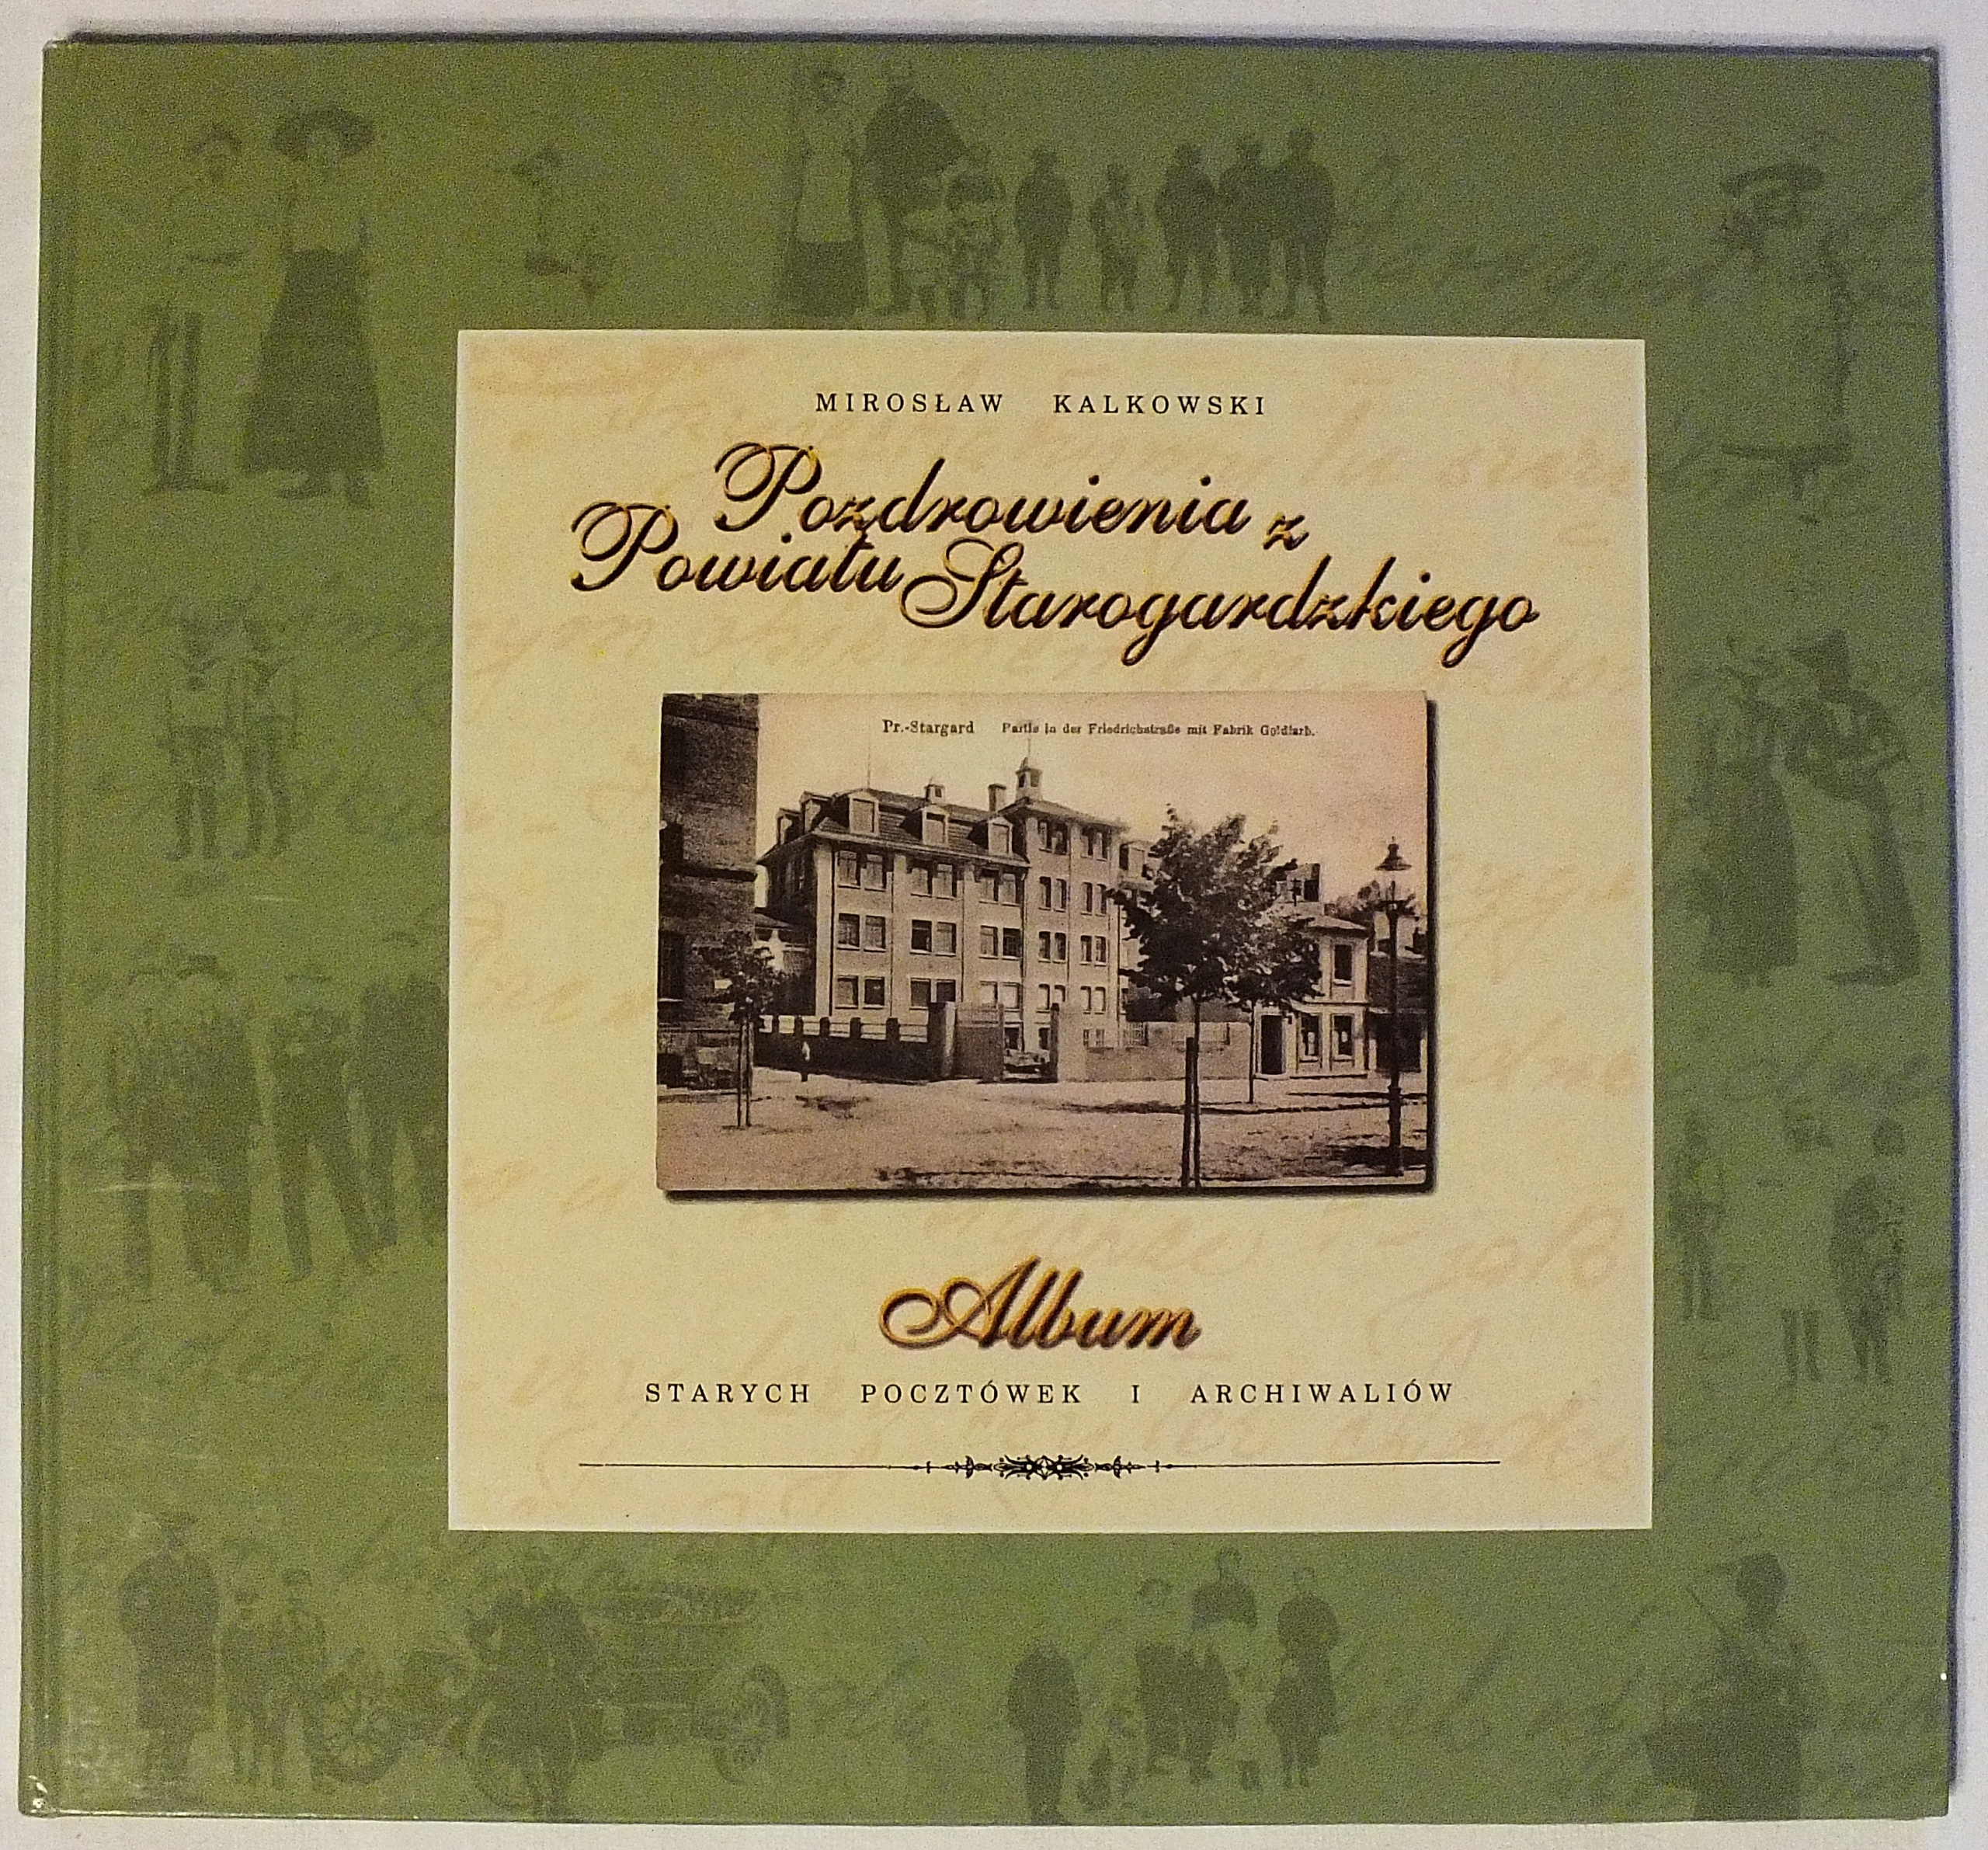 MIROSŁAW KALKOWSKI
Pozdrowienia z
Powiatu Starogardzkiego
Pr.-Stargard Partie in der Friedrichstraße mit Fabrik Goldfarb.
Album
STARYCH POCZTÓWEK I ARCHIWALIÓW